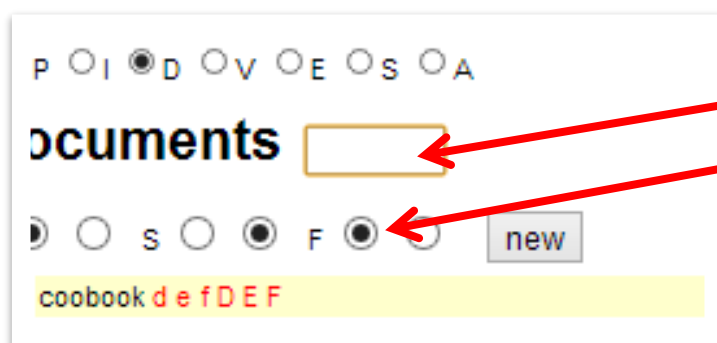 P I D V E S A
ocuments
S F new
coobook d e f D E F